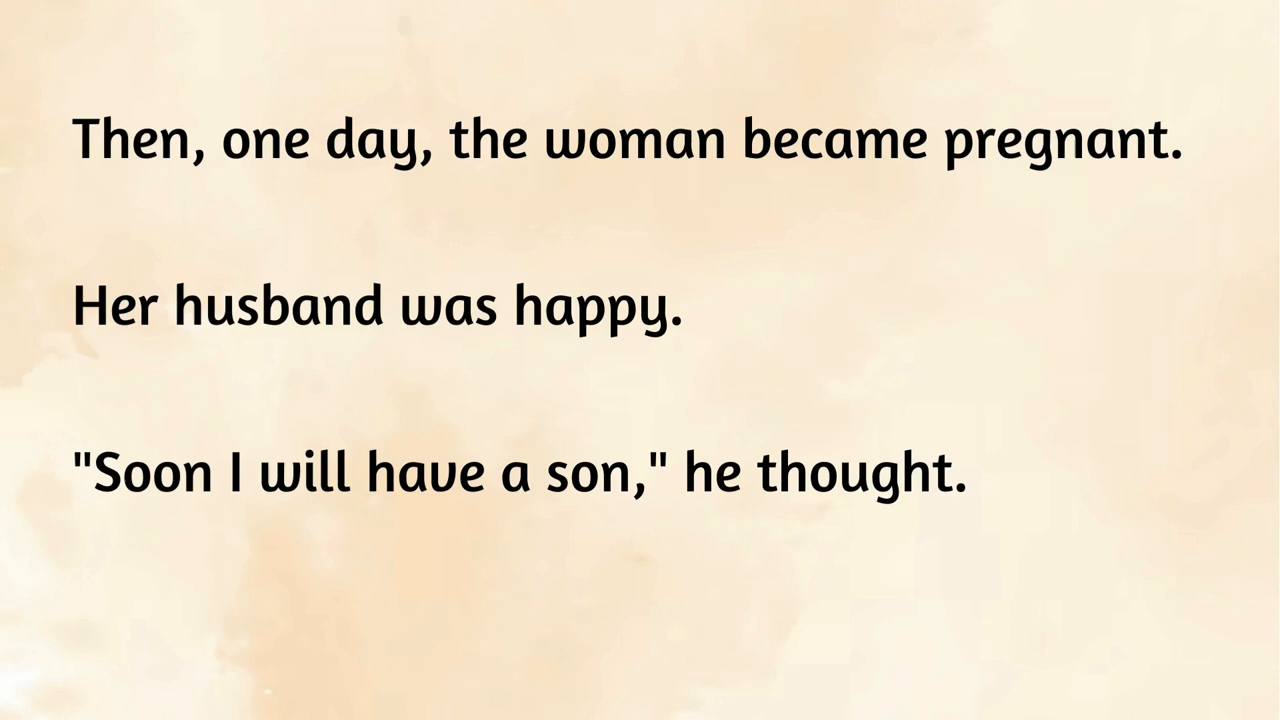 Then, one day, the woman became pregnant.
Her husband was happy.
"Soon I will have a son," he thought.